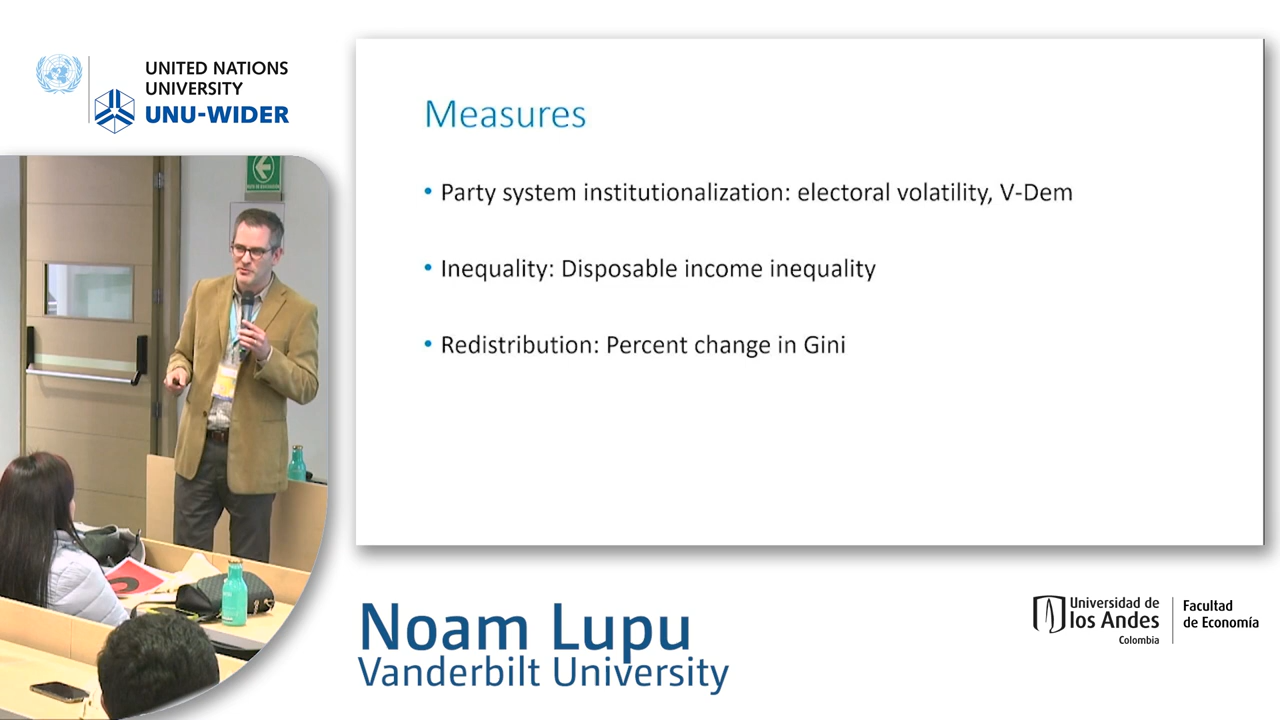 UNITED NATIONS
UNIVERSITY
UNU-WIDER
Measures
• Party system institutionalization: electoral volatility, V-Dem
• Inequality: Disposable income inequality
• Redistribution: Percent change in Gini
Noam Lupu
Vanderbilt University
Universidad de
los Andes
Colombia
Facultad
de Economía